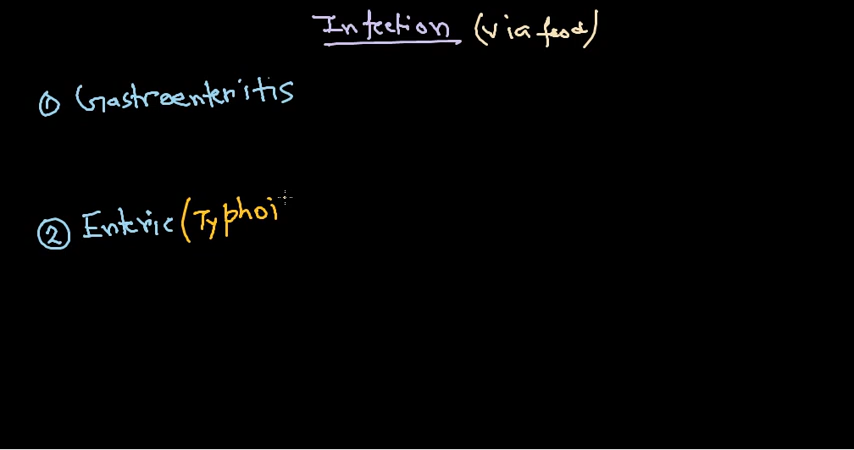 Infection (via food)
① Gastroenteritis
② Enteric (Typhoi